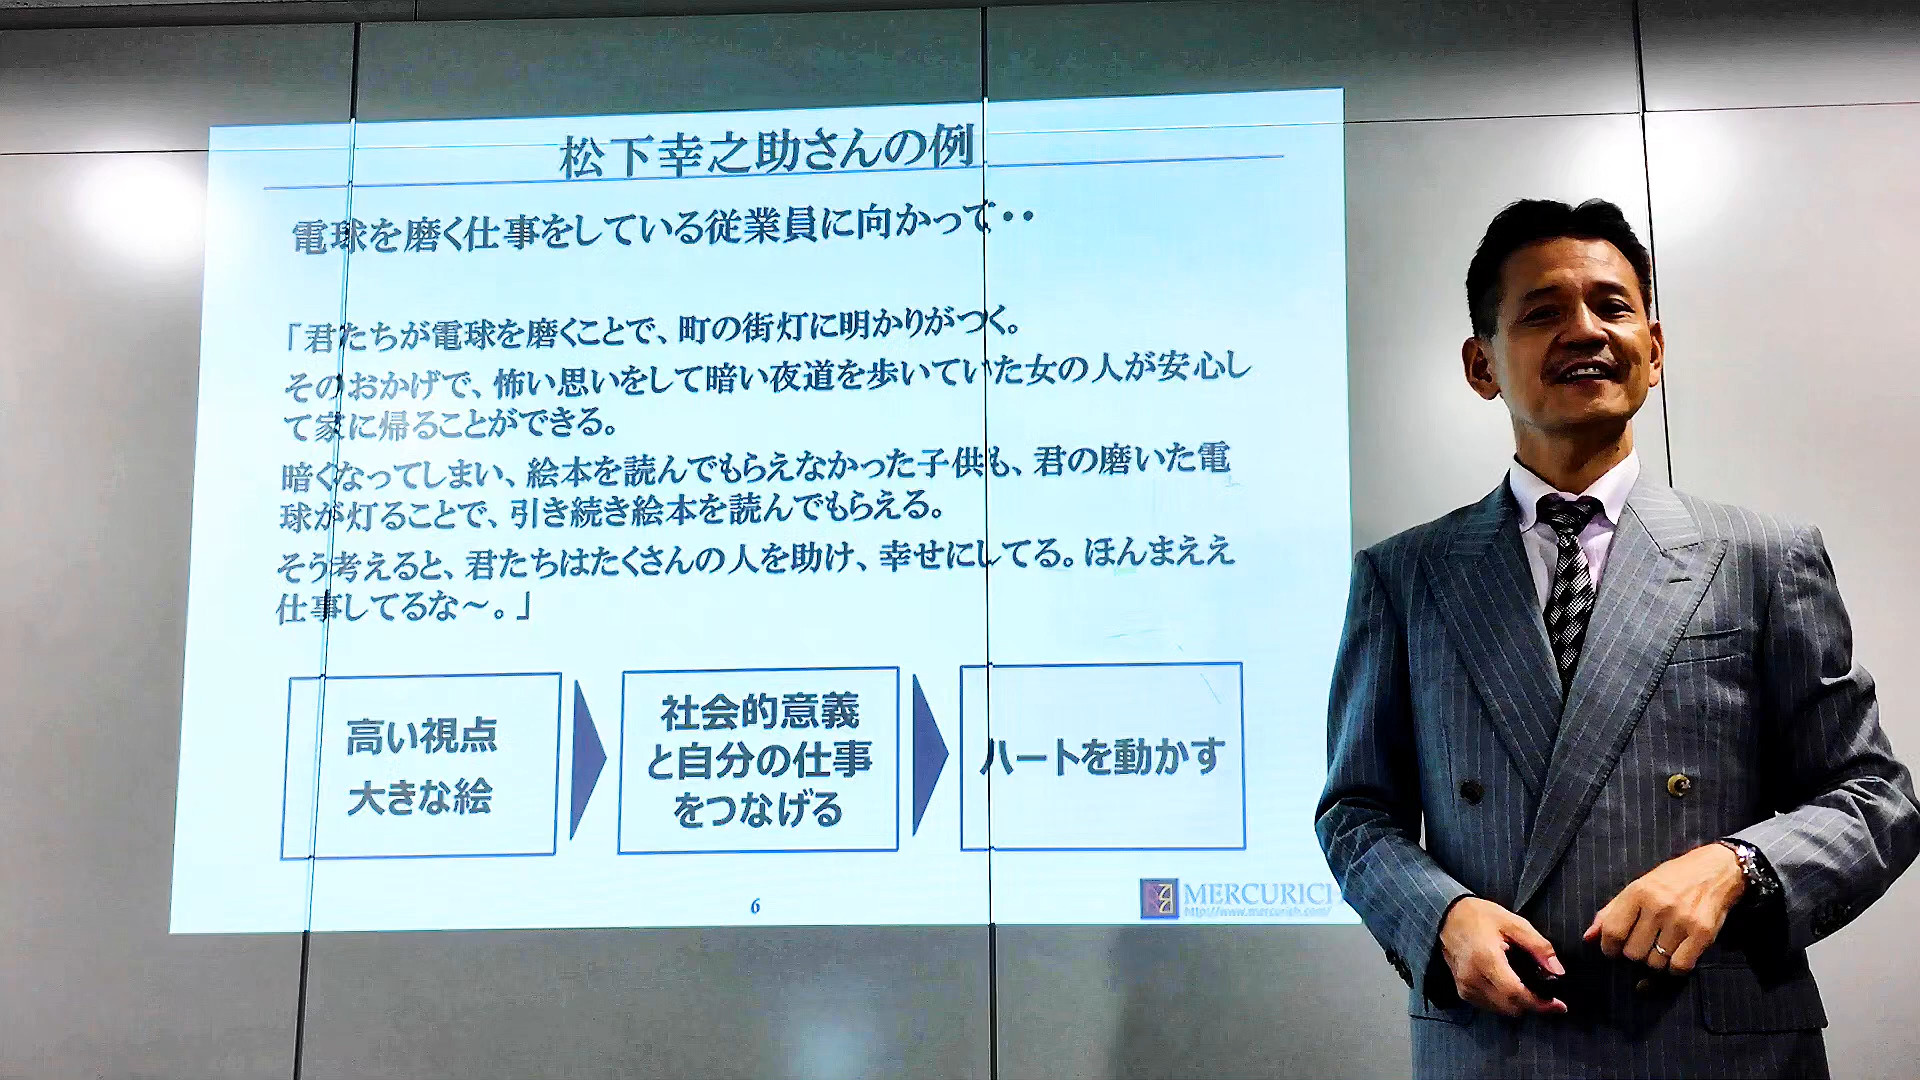 松下幸之助さんの例
電球を磨く仕事をしている従業員に向かって・・
「君たちが電球を磨くことで、町の街灯に明かりがつく。
そのおかげで、怖い思いをして暗い夜道を歩いていた女の人が安心し
て家に帰ることができる。
暗くなってしまい、絵本を読んでもらえなかった子供も、君の磨いた電
球が灯ることで、引き続き絵本を読んでもらえる。
そう考えると、君たちはたくさんの人を助け、幸せにしてる。ほんまええ
仕事してるな～。」
高い視点
大きな絵
社会的意義
と自分の仕事
をつなげる
ハートを動かす
6
MERCURICH
http://www.mercurich.com/